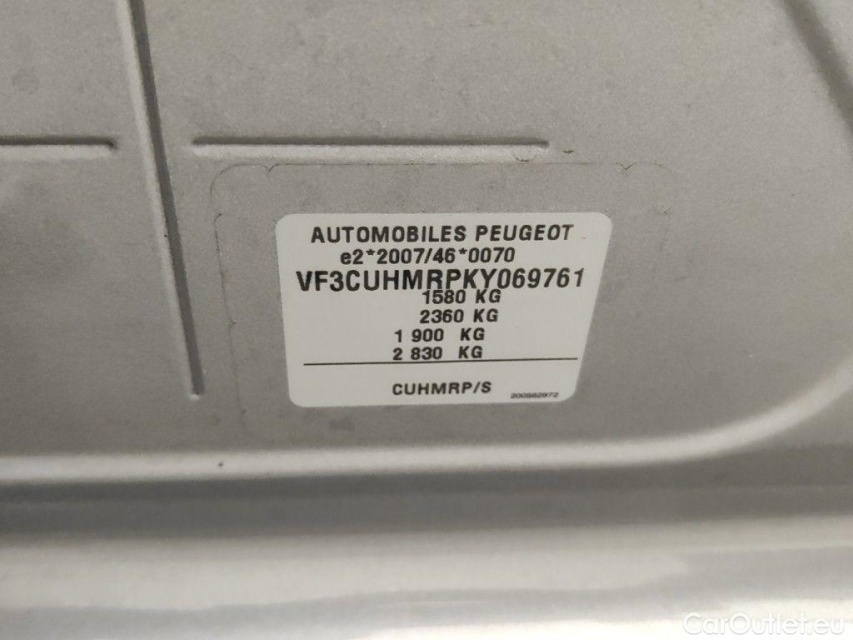 AUTOMOBILES PEUGEOT
e2*2007/46*0070
VF3CUHMRPKY069761
1580 KG
2360 KG
1 900 KG
2 830 KG
CUHMRP/S
CarOutlet.eu